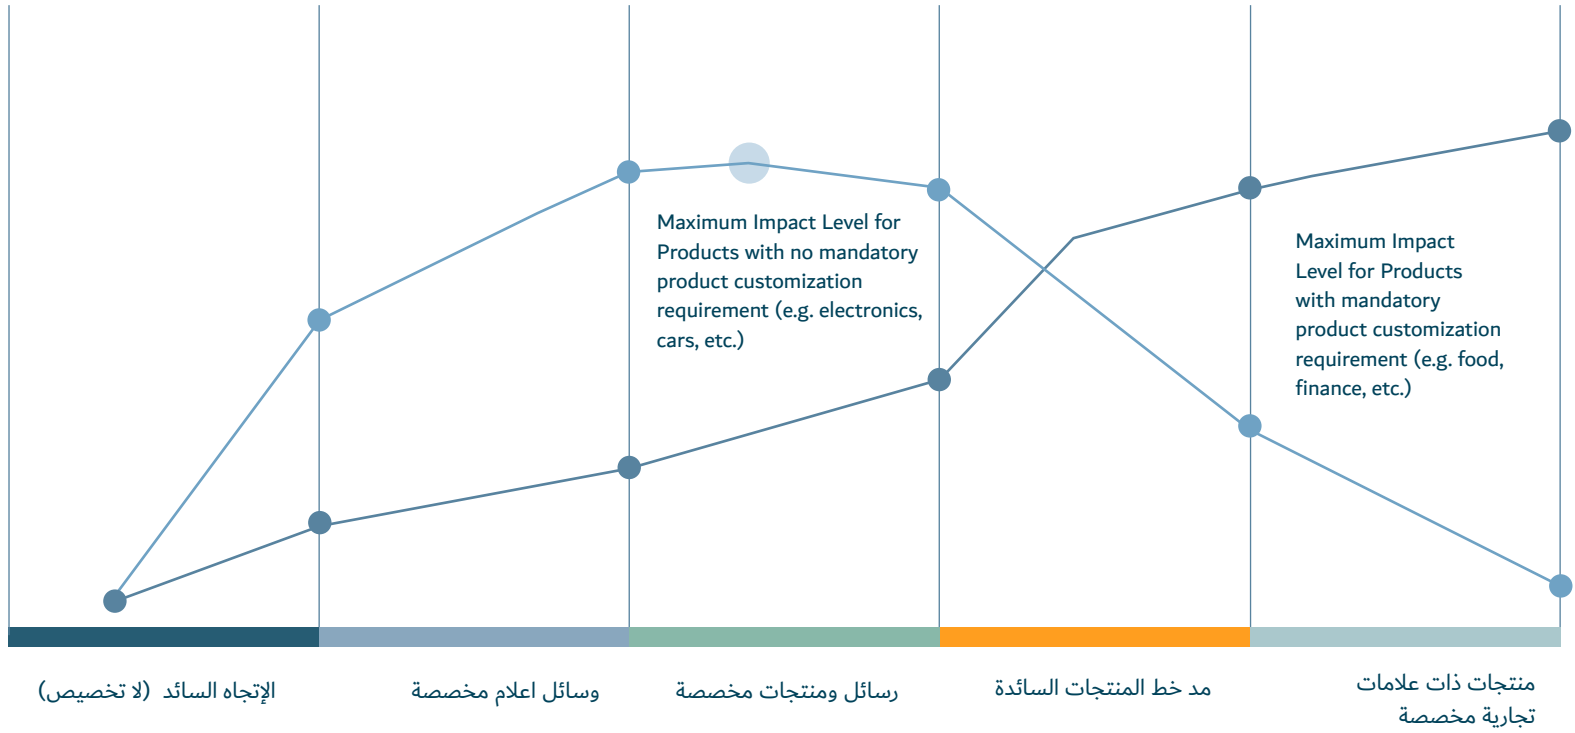 Maximum Impact Level for
Products with no mandatory
product customization
requirement (e.g. electronics,
cars, etc.)
Maximum Impact
Level for Products
with mandatory
product customization
requirement (e.g. food,
finance, etc.)
الإتجاه السائد (لا تخصيص)
وسائل اعلام مخصصة
رسائل ومنتجات مخصصة
مد خط المنتجات السائدة
منتجات ذات علامات
تجارية مخصصة